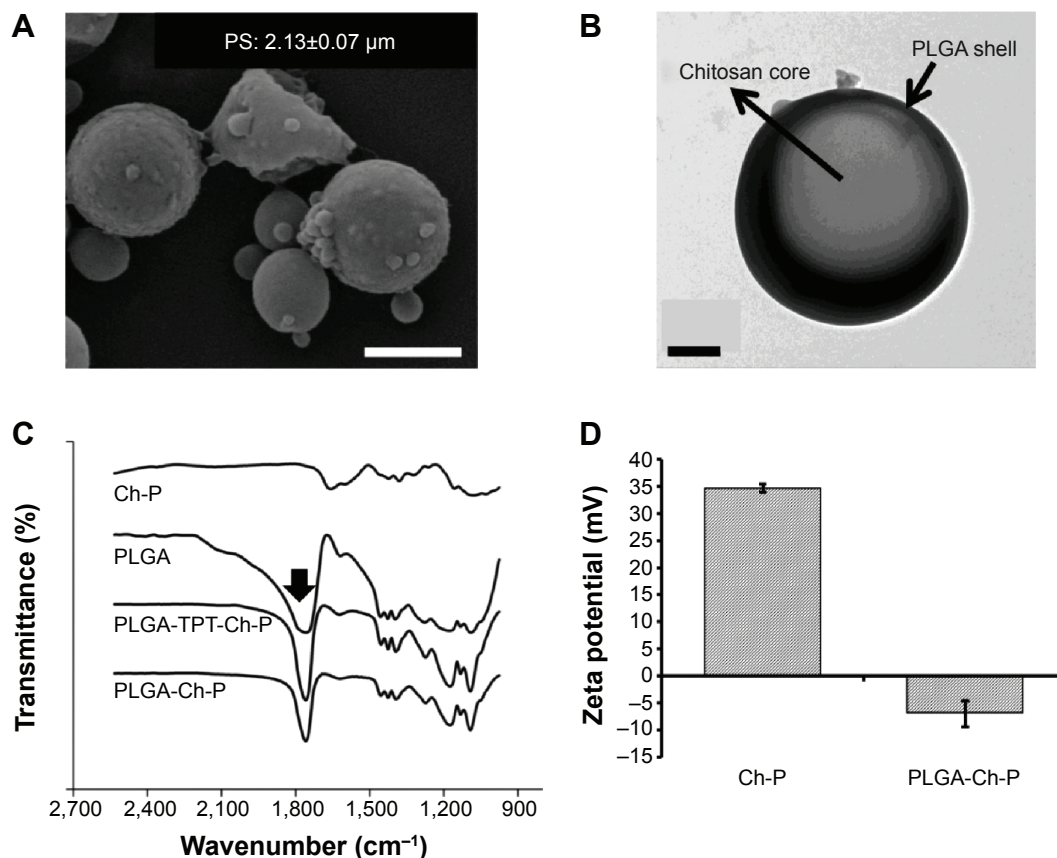 A
PS: 2.13±0.07 µm
B
Chitosan core
PLGA shell
C
Ch-P
PLGA
PLGA-TPT-Ch-P
PLGA-Ch-P
Transmittance (%)
2,700 2,400 2,100 1,800 1,500 1,200 900
Wavenumber (cm⁻¹)
D
Zeta potential (mV)
40
35
30
25
20
15
10
5
0
−5
−10
−15
Ch-P PLGA-Ch-P